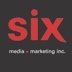 six
media + marketing inc.